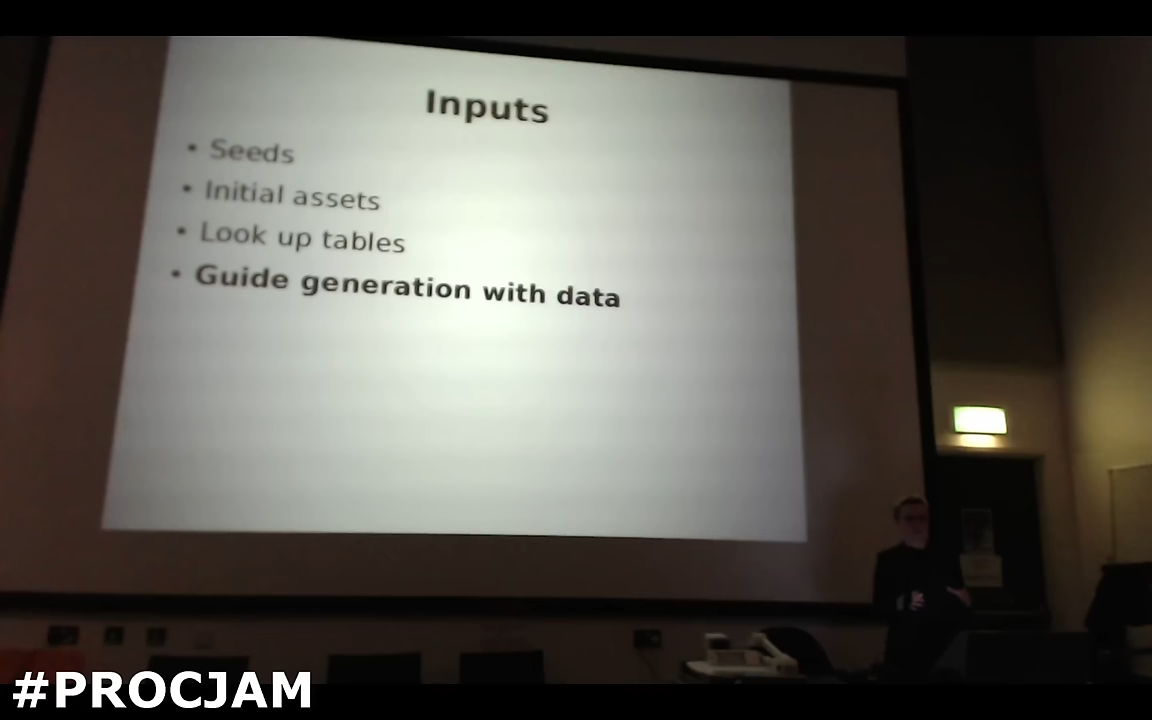 Inputs
• Seeds
• Initial assets
• Look up tables
• Guide generation with data
#PROCJAM